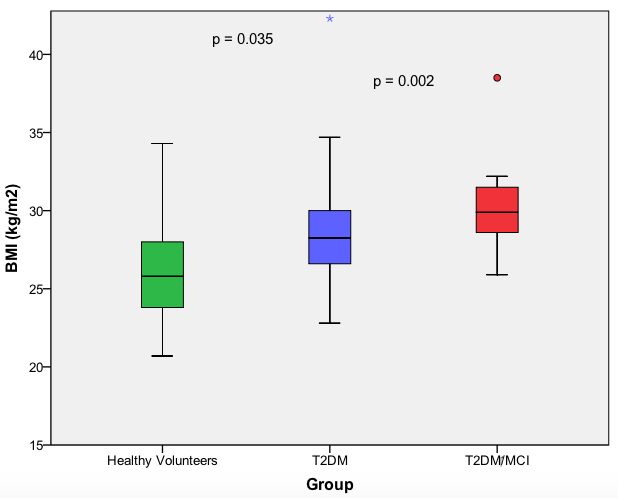 p = 0.035
p = 0.002
40
35
30
25
20
15
BMI (kg/m2)
Healthy Volunteers
T2DM
T2DM/MCI
Group